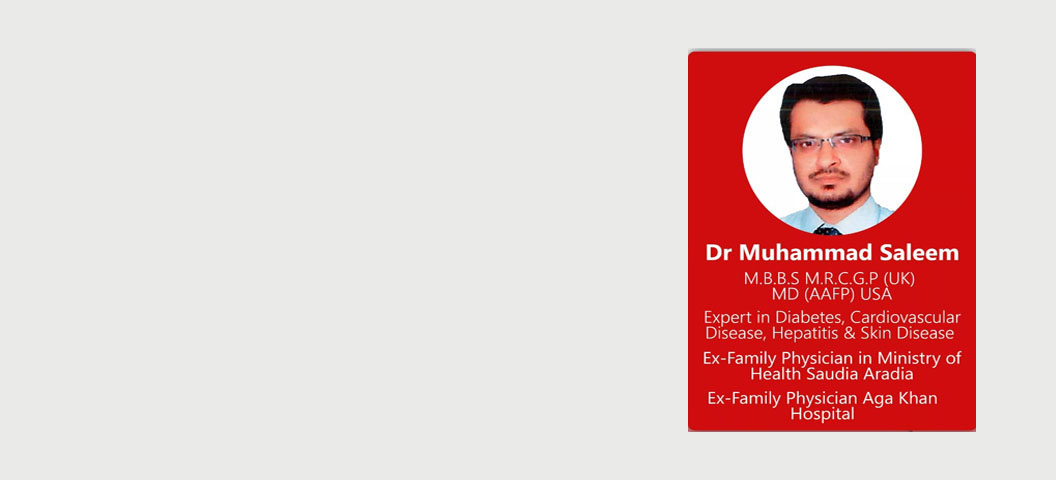 Dr Muhammad Saleem
M.B.B.S M.R.C.G.P (UK)
MD (AAFP) USA
Expert in Diabetes, Cardiovascular
Disease, Hepatitis & Skin Disease
Ex-Family Physician in Ministry of
Health Saudia Aradia
Ex-Family Physician Aga Khan
Hospital